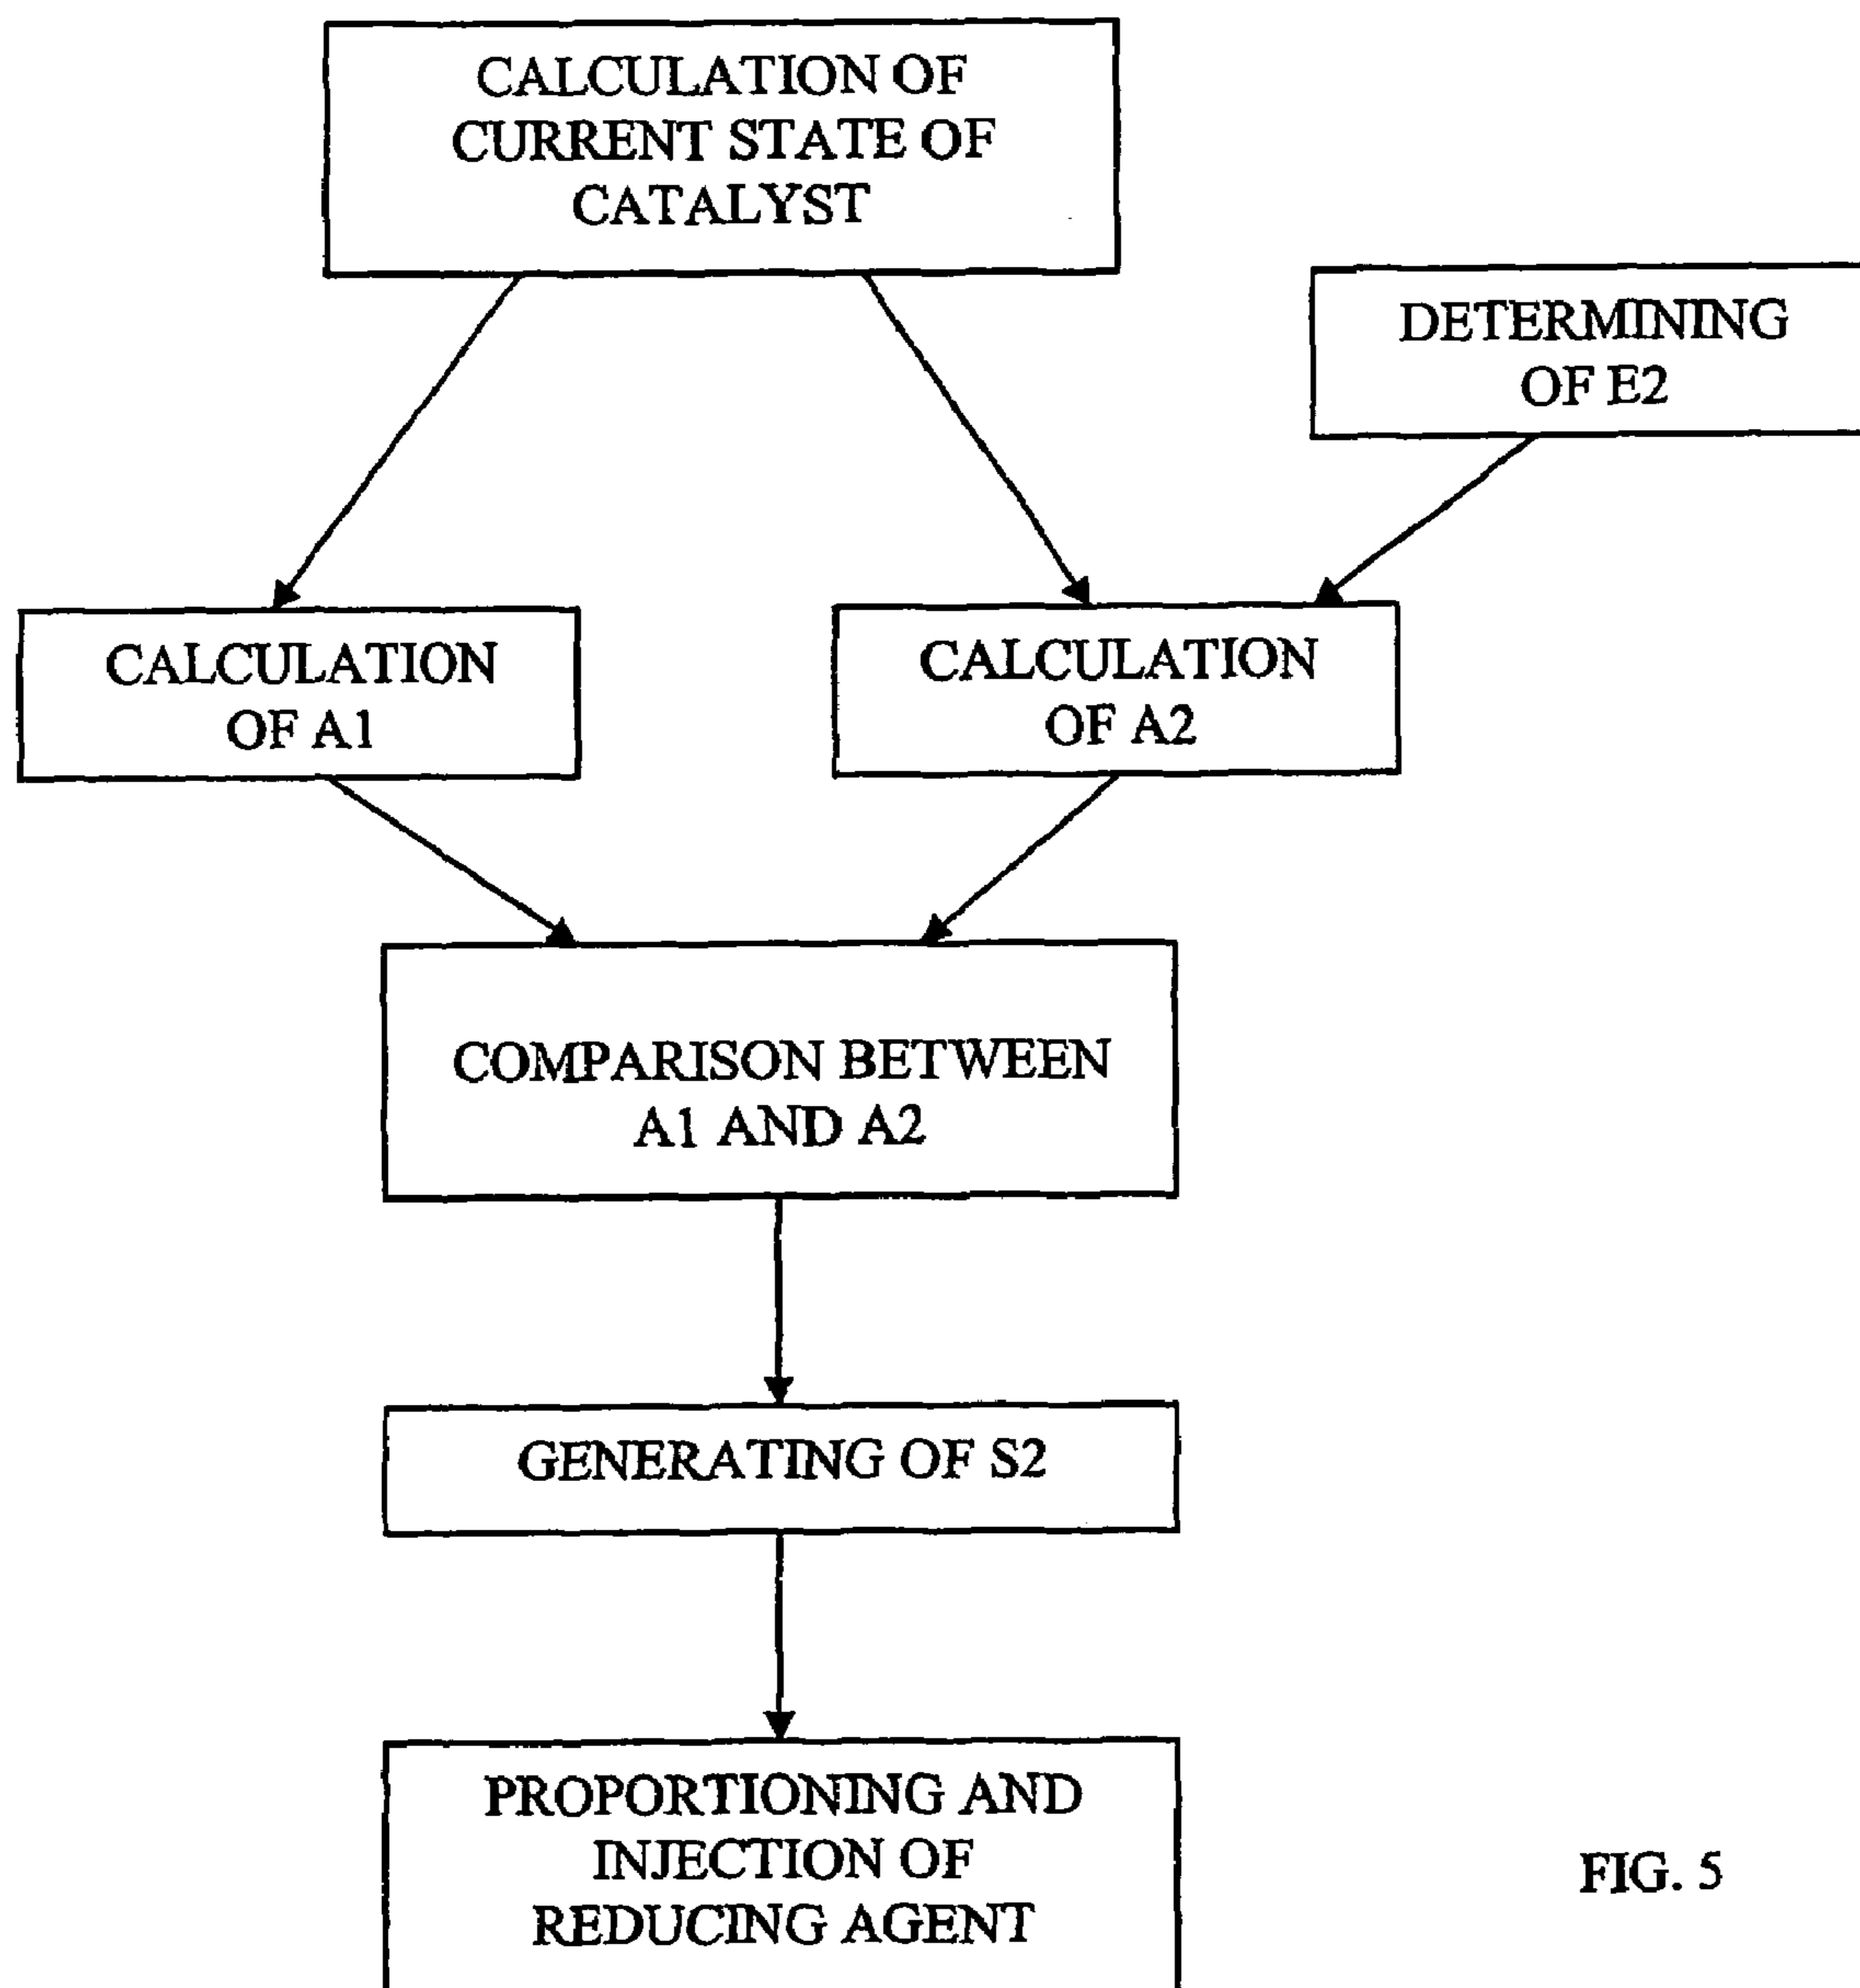 CALCULATION OF
CURRENT STATE OF
CATALYST
DETERMINING
OF E2
CALCULATION
OF A1
CALCULATION
OF A2
COMPARISON BETWEEN
A1 AND A2
GENERATING OF S2
PROPORTIONING AND
INJECTION OF
REDUCING AGENT
FIG. 5